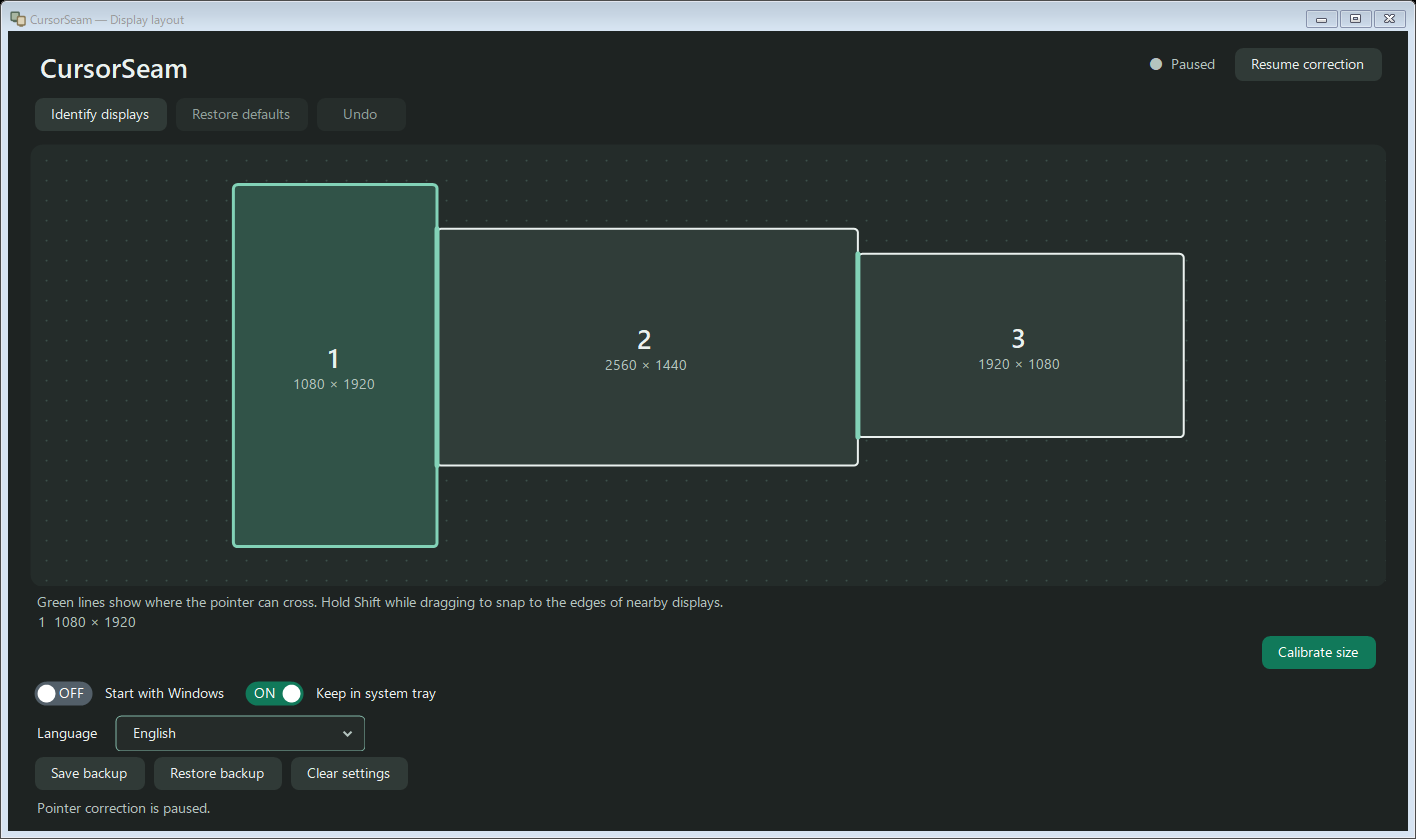 CursorSeam — Display layout
CursorSeam
Paused
Resume correction
Identify displays
Restore defaults
Undo
1
1080 × 1920
2
2560 × 1440
3
1920 × 1080
Green lines show where the pointer can cross. Hold Shift while dragging to snap to the edges of nearby displays.
1 1080 × 1920
Calibrate size
OFF
Start with Windows
ON
Keep in system tray
Language
English
Save backup
Restore backup
Clear settings
Pointer correction is paused.